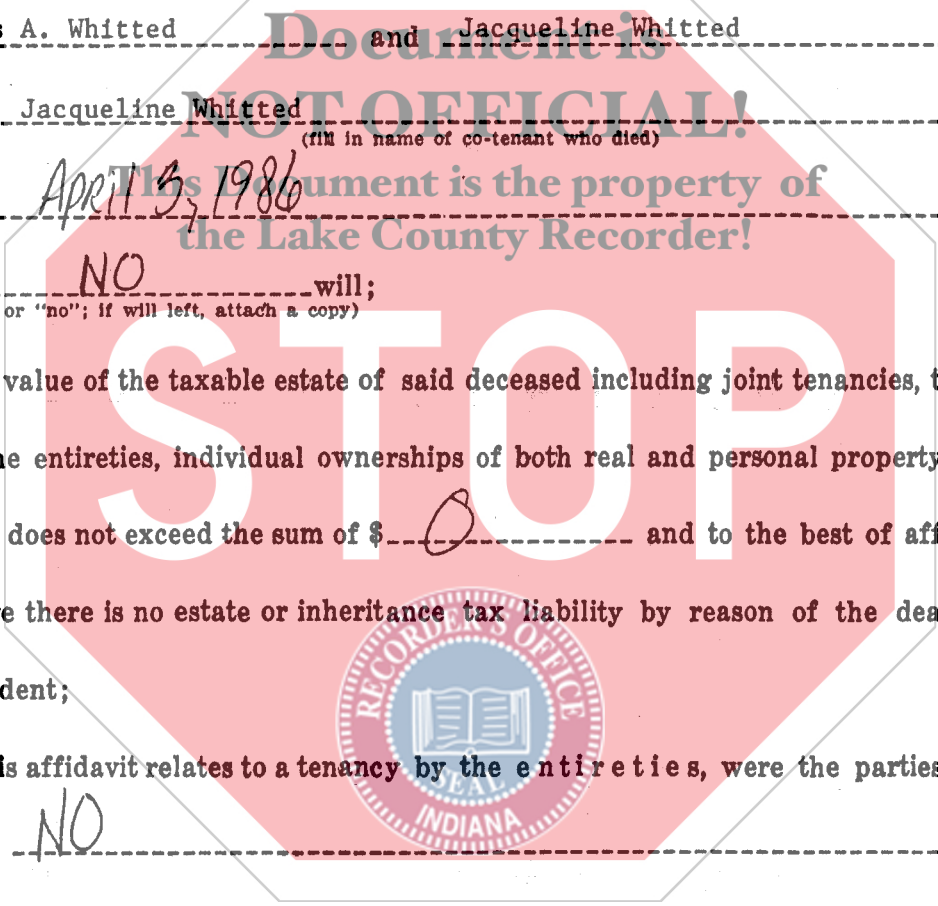 s A. Whitted and Jacqueline Whitted
Document is
Jacqueline Whitted
NOT OFFICIAL!
(fill in name of co-tenant who died)
This Document is the property of
April 3, 1986
the Lake County Recorder!
NO will;
or "no"; if will left, attach a copy)
STOP
value of the taxable estate of said deceased including joint tenancies, t
e entireties, individual ownerships of both real and personal property
does not exceed the sum of $ 0 and to the best of aff
e there is no estate or inheritance tax liability by reason of the dea
dent;
RECORDER'S OFFICE
SEAL
INDIANA
is affidavit relates to a tenancy by the entireties, were the parties
NO